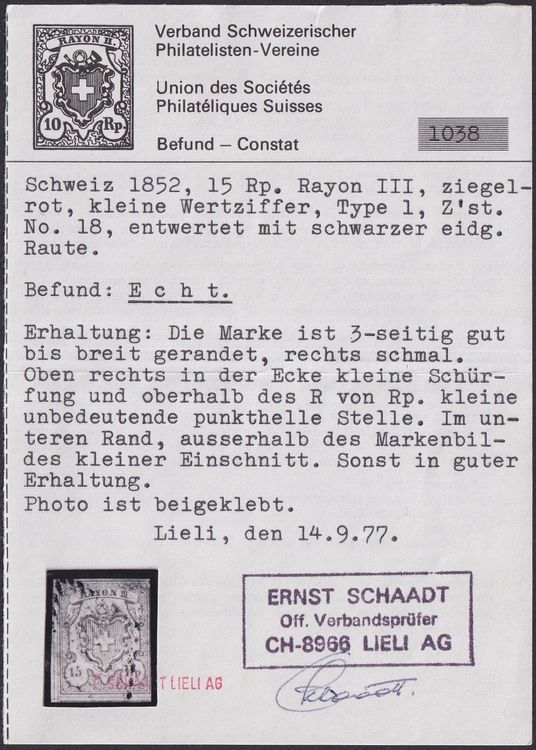 RAYON II.
10 Rp.
Verband Schweizerischer
Philatelisten-Vereine
Union des Sociétés
Philatéliques Suisses
Befund – Constat
1038
Schweiz 1852, 15 Rp. Rayon III, ziegel-
rot, kleine Wertziffer, Type 1, Z'st.
No. 18, entwertet mit schwarzer eidg.
Raute.
Befund: E c h t.
Erhaltung: Die Marke ist 3-seitig gut
bis breit gerandet, rechts schmal.
Oben rechts in der Ecke kleine Schür-
fung und oberhalb des R von Rp. kleine
unbedeutende punkthelle Stelle. Im un-
teren Rand, ausserhalb des Markenbil-
des kleiner Einschnitt. Sonst in guter
Erhaltung.
Photo ist beigeklebt.
Lieli, den 14.9.77.
RAYON III
15
E. SCHAADT LIELI AG
ERNST SCHAADT
Off. Verbandsprüfer
CH-8966 LIELI AG
Schaadt.